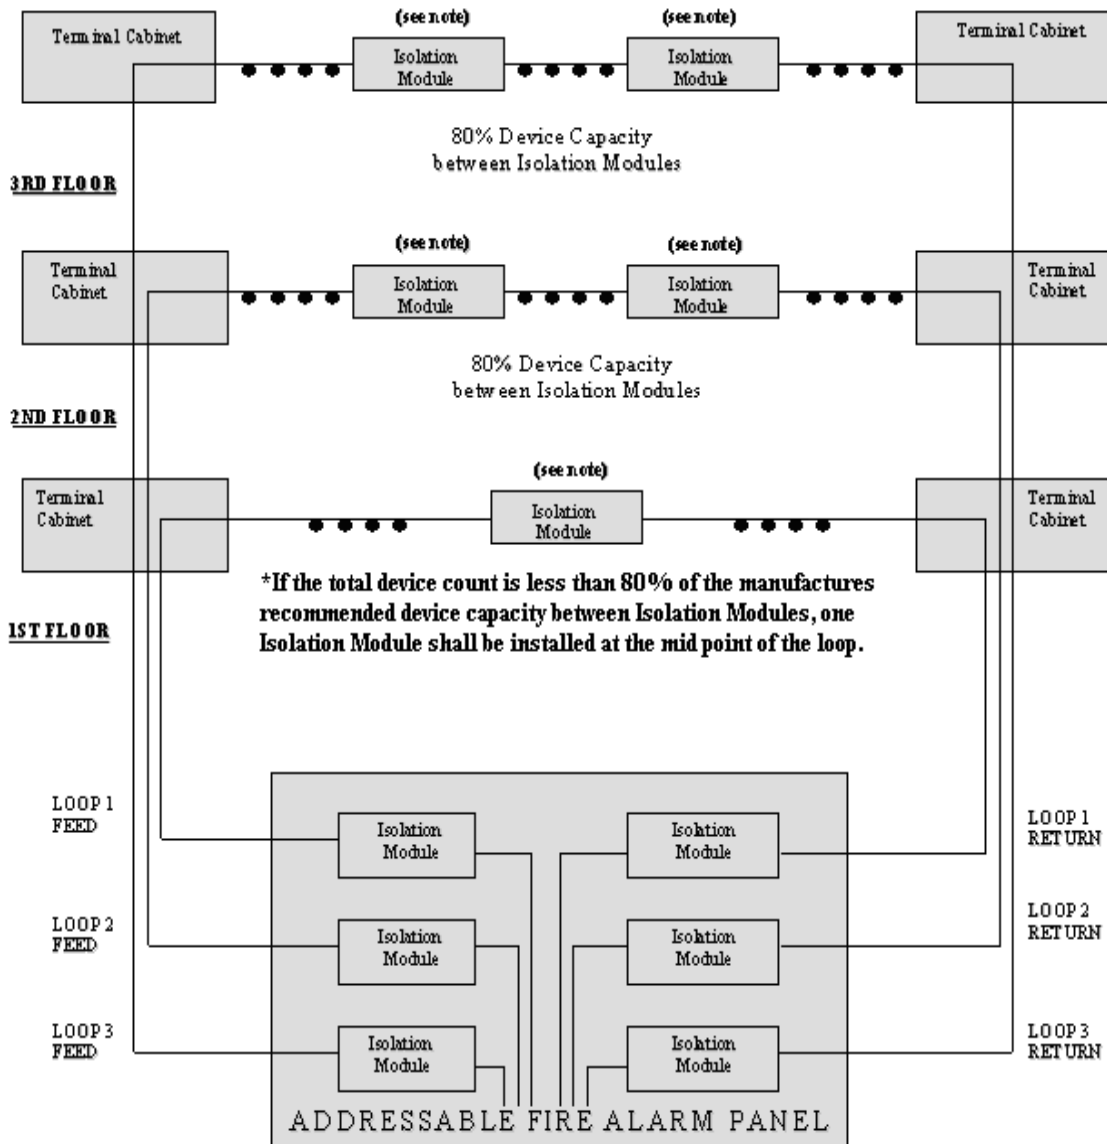 (see note)
(see note)
Terminal Cabinet
Isolation
Module
Isolation
Module
Terminal Cabinet
80% Device Capacity
between Isolation Modules
3RD FLOOR
(see note)
(see note)
Terminal
Cabinet
Isolation
Module
Isolation
Module
Terminal
Cabinet
80% Device Capacity
between Isolation Modules
2ND FLOOR
(see note)
Terminal
Cabinet
Isolation
Module
Terminal
Cabinet
*If the total device count is less than 80% of the manufactures
recommended device capacity between Isolation Modules, one
Isolation Module shall be installed at the mid point of the loop.
1ST FLOOR
LOOP 1
FEED
Isolation
Module
Isolation
Module
LOOP 1
RETURN
LOOP 2
FEED
Isolation
Module
Isolation
Module
LOOP 2
RETURN
LOOP 3
FEED
Isolation
Module
Isolation
Module
LOOP 3
RETURN
ADDRESSABLE FIRE ALARM PANEL